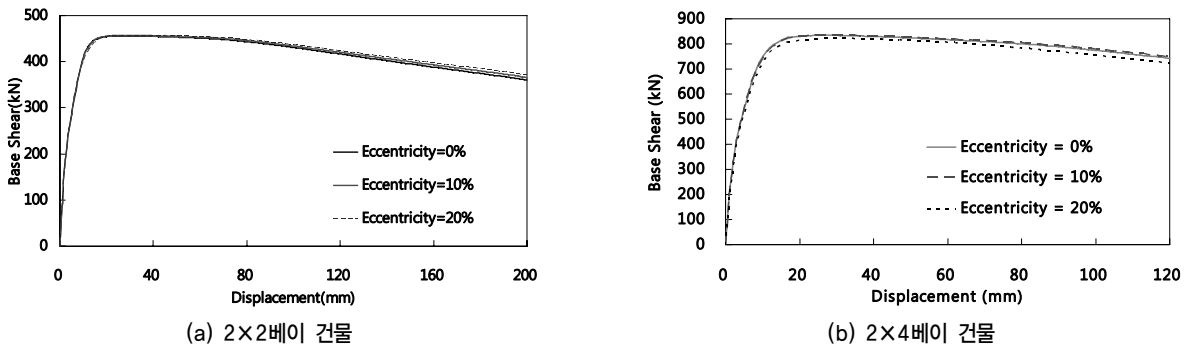 500
400
300
200
100
0
Base Shear(kN)
0 40 80 120 160 200
Displacement(mm)
Eccentricity=0%
Eccentricity=10%
Eccentricity=20%
(a) 2×2베이 건물
900
800
700
600
500
400
300
200
100
0
Base Shear (kN)
0 20 40 60 80 100 120
Displacement (mm)
Eccentricity = 0%
Eccentricity = 10%
Eccentricity = 20%
(b) 2×4베이 건물